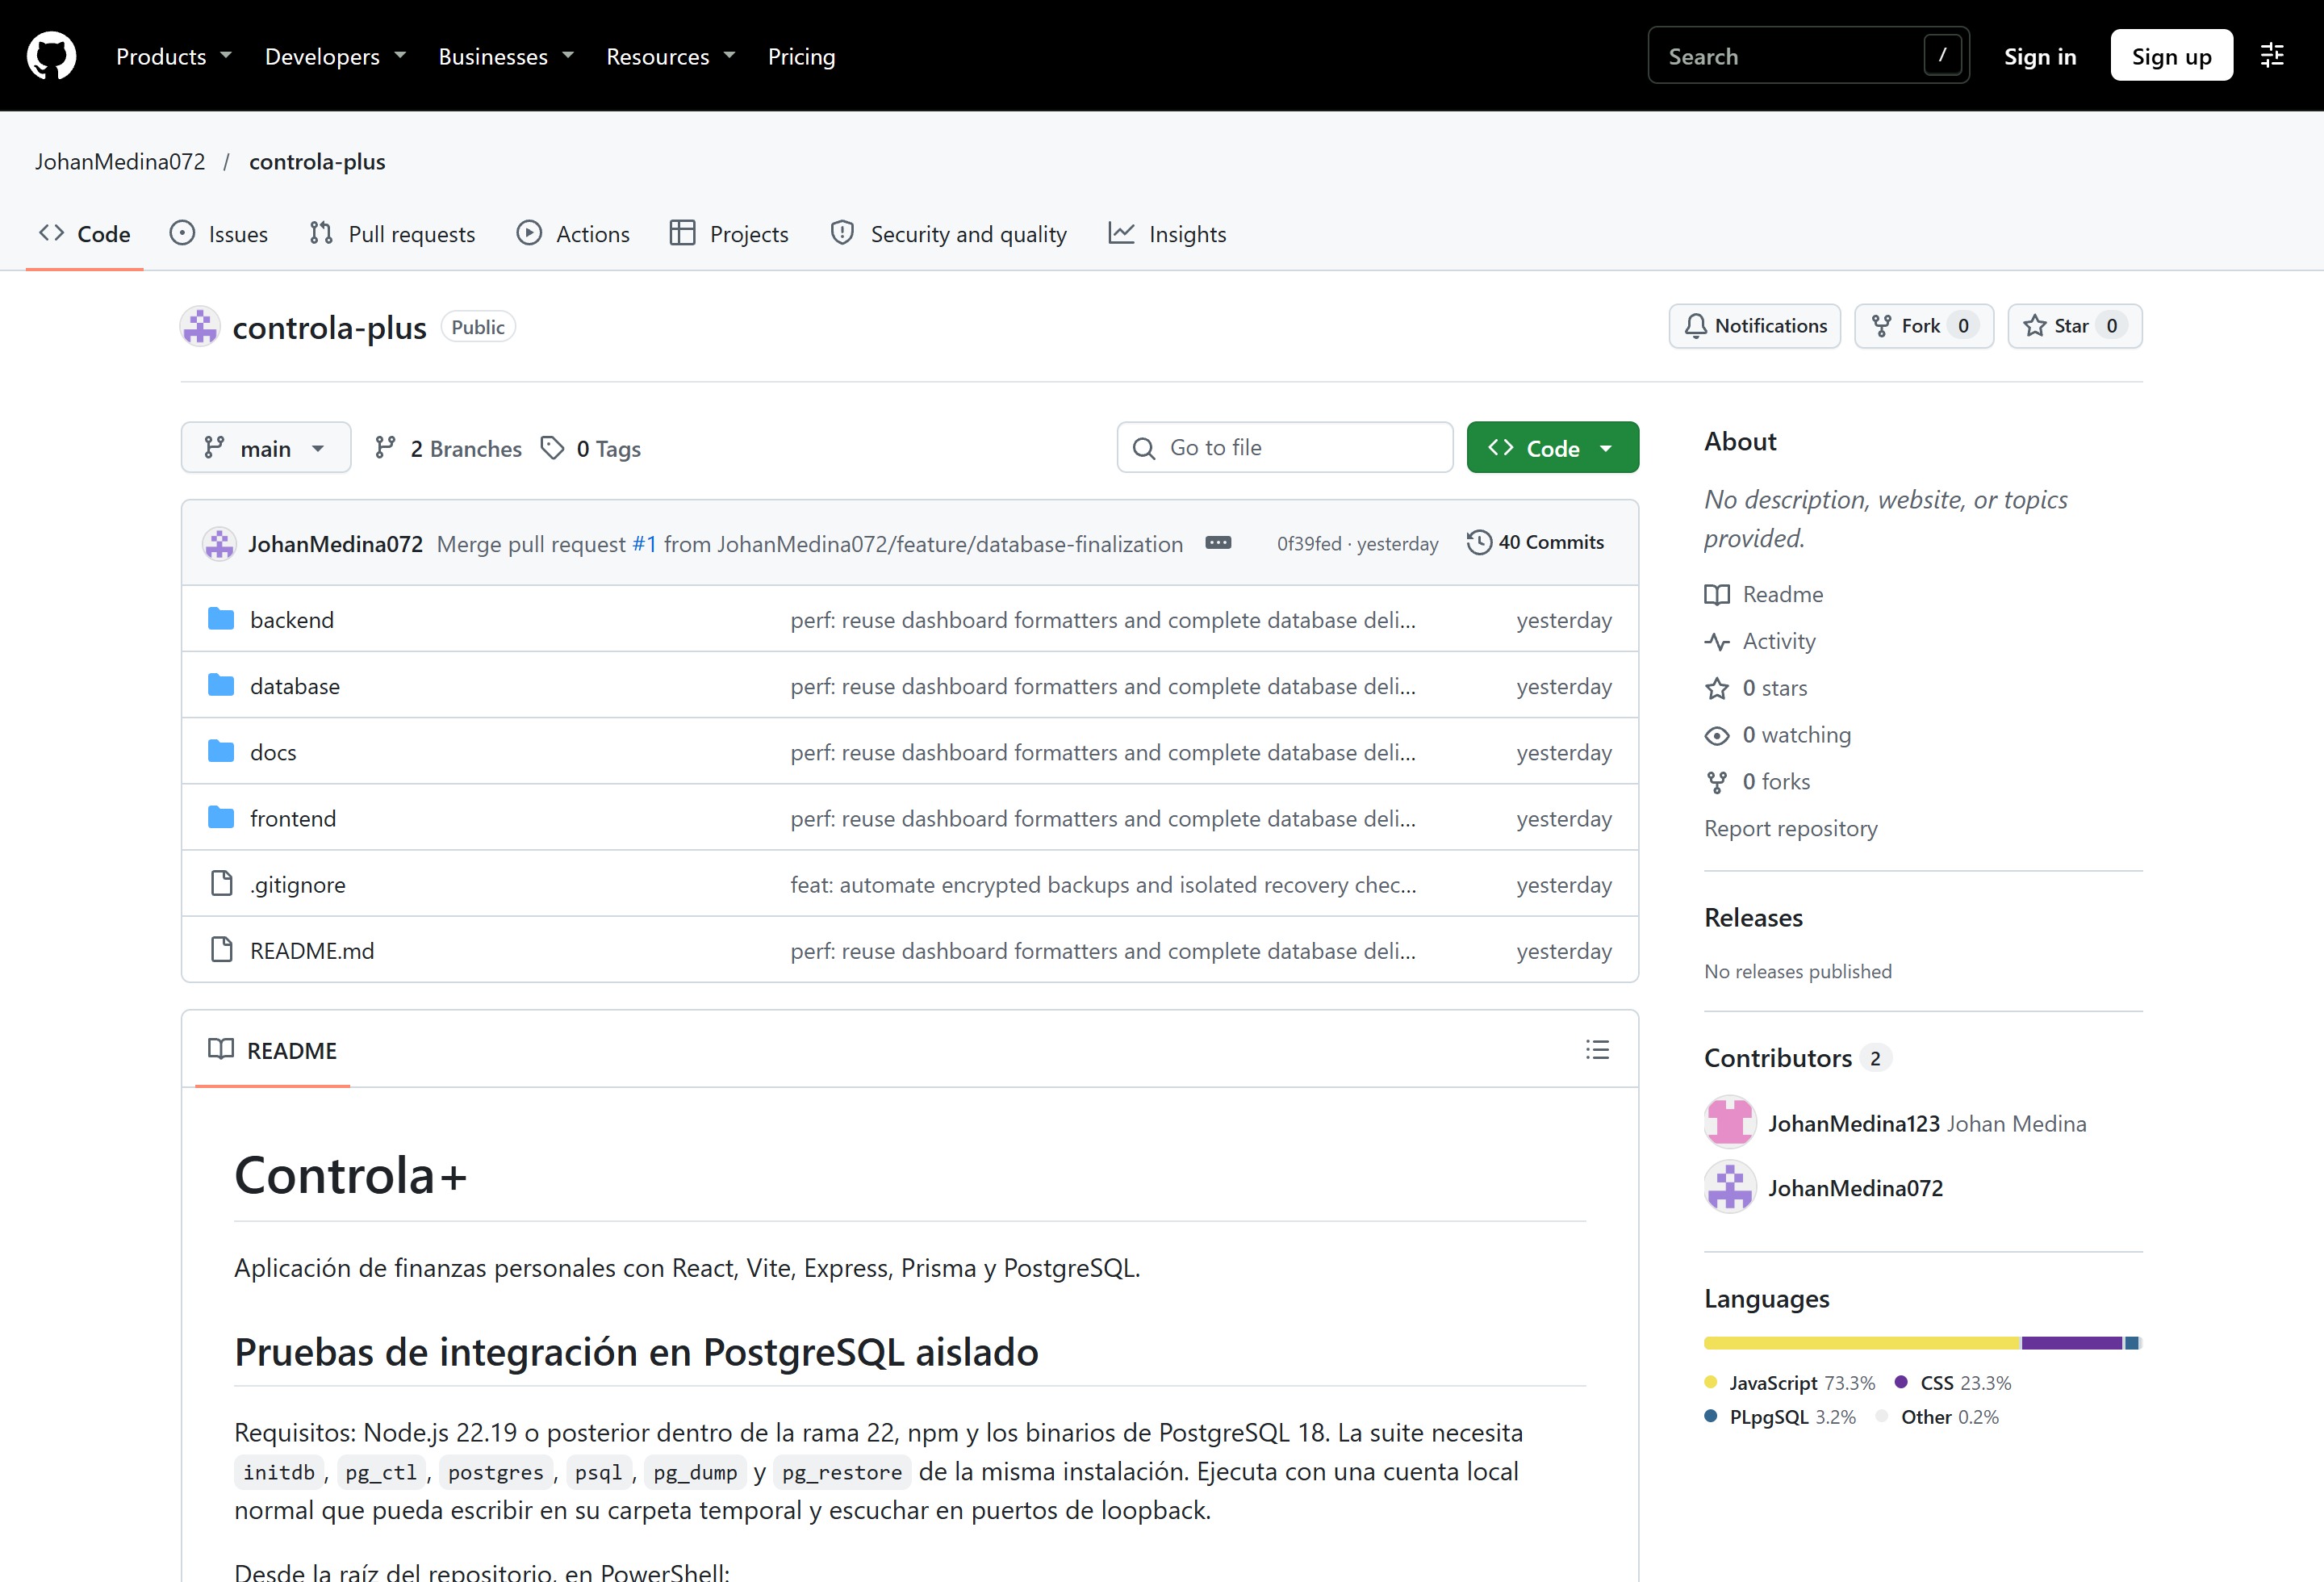 Products Developers Businesses Resources Pricing Search / Sign in Sign up
JohanMedina072 / controla-plus
Code Issues Pull requests Actions Projects Security and quality Insights
controla-plus Public Notifications Fork 0 Star 0
main 2 Branches 0 Tags Go to file Code
JohanMedina072 Merge pull request #1 from JohanMedina072/feature/database-finalization ... 0f39fed · yesterday 40 Commits
backend perf: reuse dashboard formatters and complete database deli... yesterday
database perf: reuse dashboard formatters and complete database deli... yesterday
docs perf: reuse dashboard formatters and complete database deli... yesterday
frontend perf: reuse dashboard formatters and complete database deli... yesterday
.gitignore feat: automate encrypted backups and isolated recovery chec... yesterday
README.md perf: reuse dashboard formatters and complete database deli... yesterday
README
Controla+
Aplicación de finanzas personales con React, Vite, Express, Prisma y PostgreSQL.
Pruebas de integración en PostgreSQL aislado
Requisitos: Node.js 22.19 o posterior dentro de la rama 22, npm y los binarios de PostgreSQL 18. La suite necesita
initdb, pg_ctl, postgres, psql, pg_dump y pg_restore de la misma instalación. Ejecuta con una cuenta local
normal que pueda escribir en su carpeta temporal y escuchar en puertos de loopback.
Desde la raíz del repositorio, en PowerShell:
About
No description, website, or topics
provided.
Readme
Activity
0 stars
0 watching
0 forks
Report repository
Releases
No releases published
Contributors 2
JohanMedina123 Johan Medina
JohanMedina072
Languages
JavaScript 73.3% CSS 23.3%
PLpgSQL 3.2% Other 0.2%